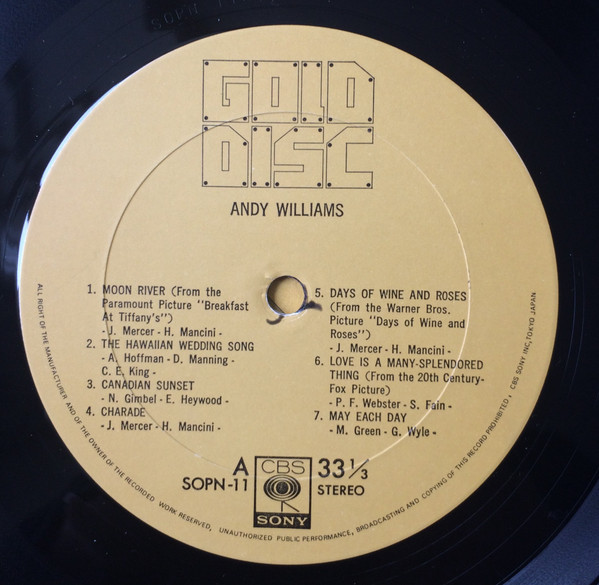 GOLD
DISC
ANDY WILLIAMS
1. MOON RIVER (From the
Paramount Picture "Breakfast
At Tiffany's")
- J. Mercer - H. Mancini -
2. THE HAWAIIAN WEDDING SONG
- A. Hoffman - D. Manning -
C. E. King -
3. CANADIAN SUNSET
- N. Gimbel - E. Heywood -
4. CHARADE
- J. Mercer - H. Mancini -
5. DAYS OF WINE AND ROSES
(From the Warner Bros.
Picture "Days of Wine and
Roses")
- J. Mercer - H. Mancini -
6. LOVE IS A MANY-SPLENDORED
THING (From the 20th Century-
Fox Picture)
- P. F. Webster - S. Fain -
7. MAY EACH DAY
- M. Green - G. Wyle -
A
SOPN-11
CBS
SONY
33 1/3
STEREO
ALL RIGHT OF THE MANUFACTURER AND OF THE OWNER OF THE RECORDED WORK RESERVED, UNAUTHORIZED PUBLIC PERFORMANCE, BROADCASTING AND COPYING OF THIS RECORD PROHIBITED, CBS SONY INC, TOKYO JAPAN